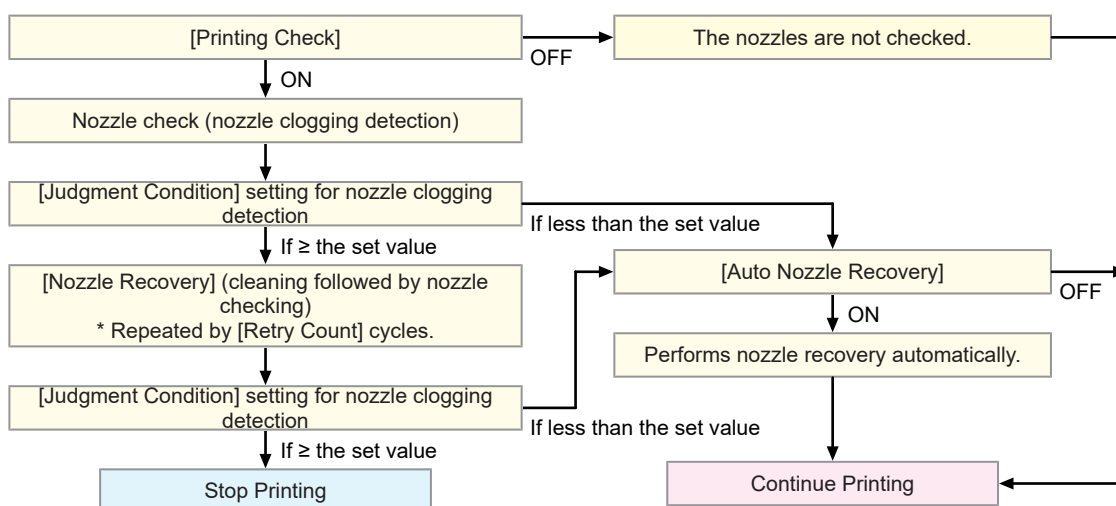 [Printing Check]
OFF
The nozzles are not checked.
ON
Nozzle check (nozzle clogging detection)
[Judgment Condition] setting for nozzle clogging
detection
If less than the set value
If ≥ the set value
[Nozzle Recovery] (cleaning followed by nozzle
checking)
* Repeated by [Retry Count] cycles.
[Auto Nozzle Recovery]
OFF
ON
Performs nozzle recovery automatically.
[Judgment Condition] setting for nozzle clogging
detection
If less than the set value
If ≥ the set value
Stop Printing
Continue Printing